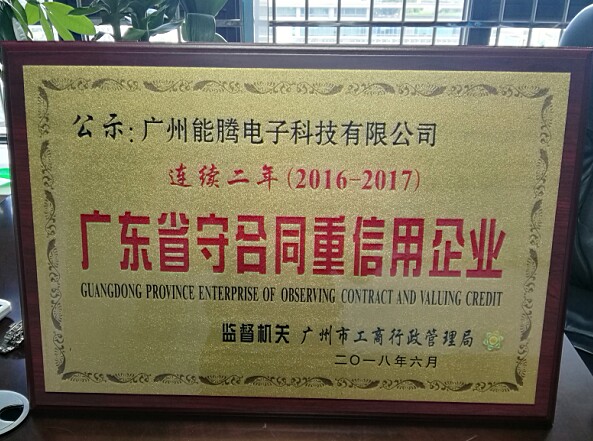 公示:广州能腾电子科技有限公司
连续二年(2016-2017)
广东省守合同重信用企业
GUANGDONG PROVINCE ENTERPRISE OF OBSERVING CONTRACT AND VALUING CREDIT
监督机关 广州市工商行政管理局
二〇一八年六月